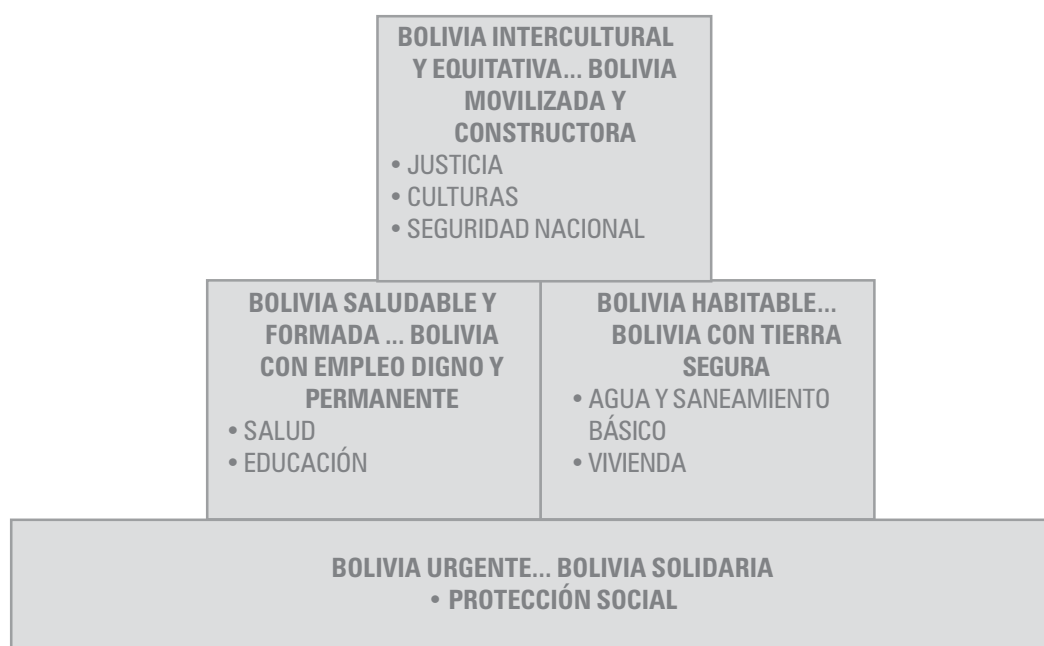 BOLIVIA INTERCULTURAL
Y EQUITATIVA... BOLIVIA
MOVILIZADA Y
CONSTRUCTORA
• JUSTICIA
• CULTURAS
• SEGURIDAD NACIONAL
BOLIVIA SALUDABLE Y
FORMADA ... BOLIVIA
CON EMPLEO DIGNO Y
PERMANENTE
• SALUD
• EDUCACIÓN
BOLIVIA HABITABLE...
BOLIVIA CON TIERRA
SEGURA
• AGUA Y SANEAMIENTO
BÁSICO
• VIVIENDA
BOLIVIA URGENTE... BOLIVIA SOLIDARIA
• PROTECCIÓN SOCIAL